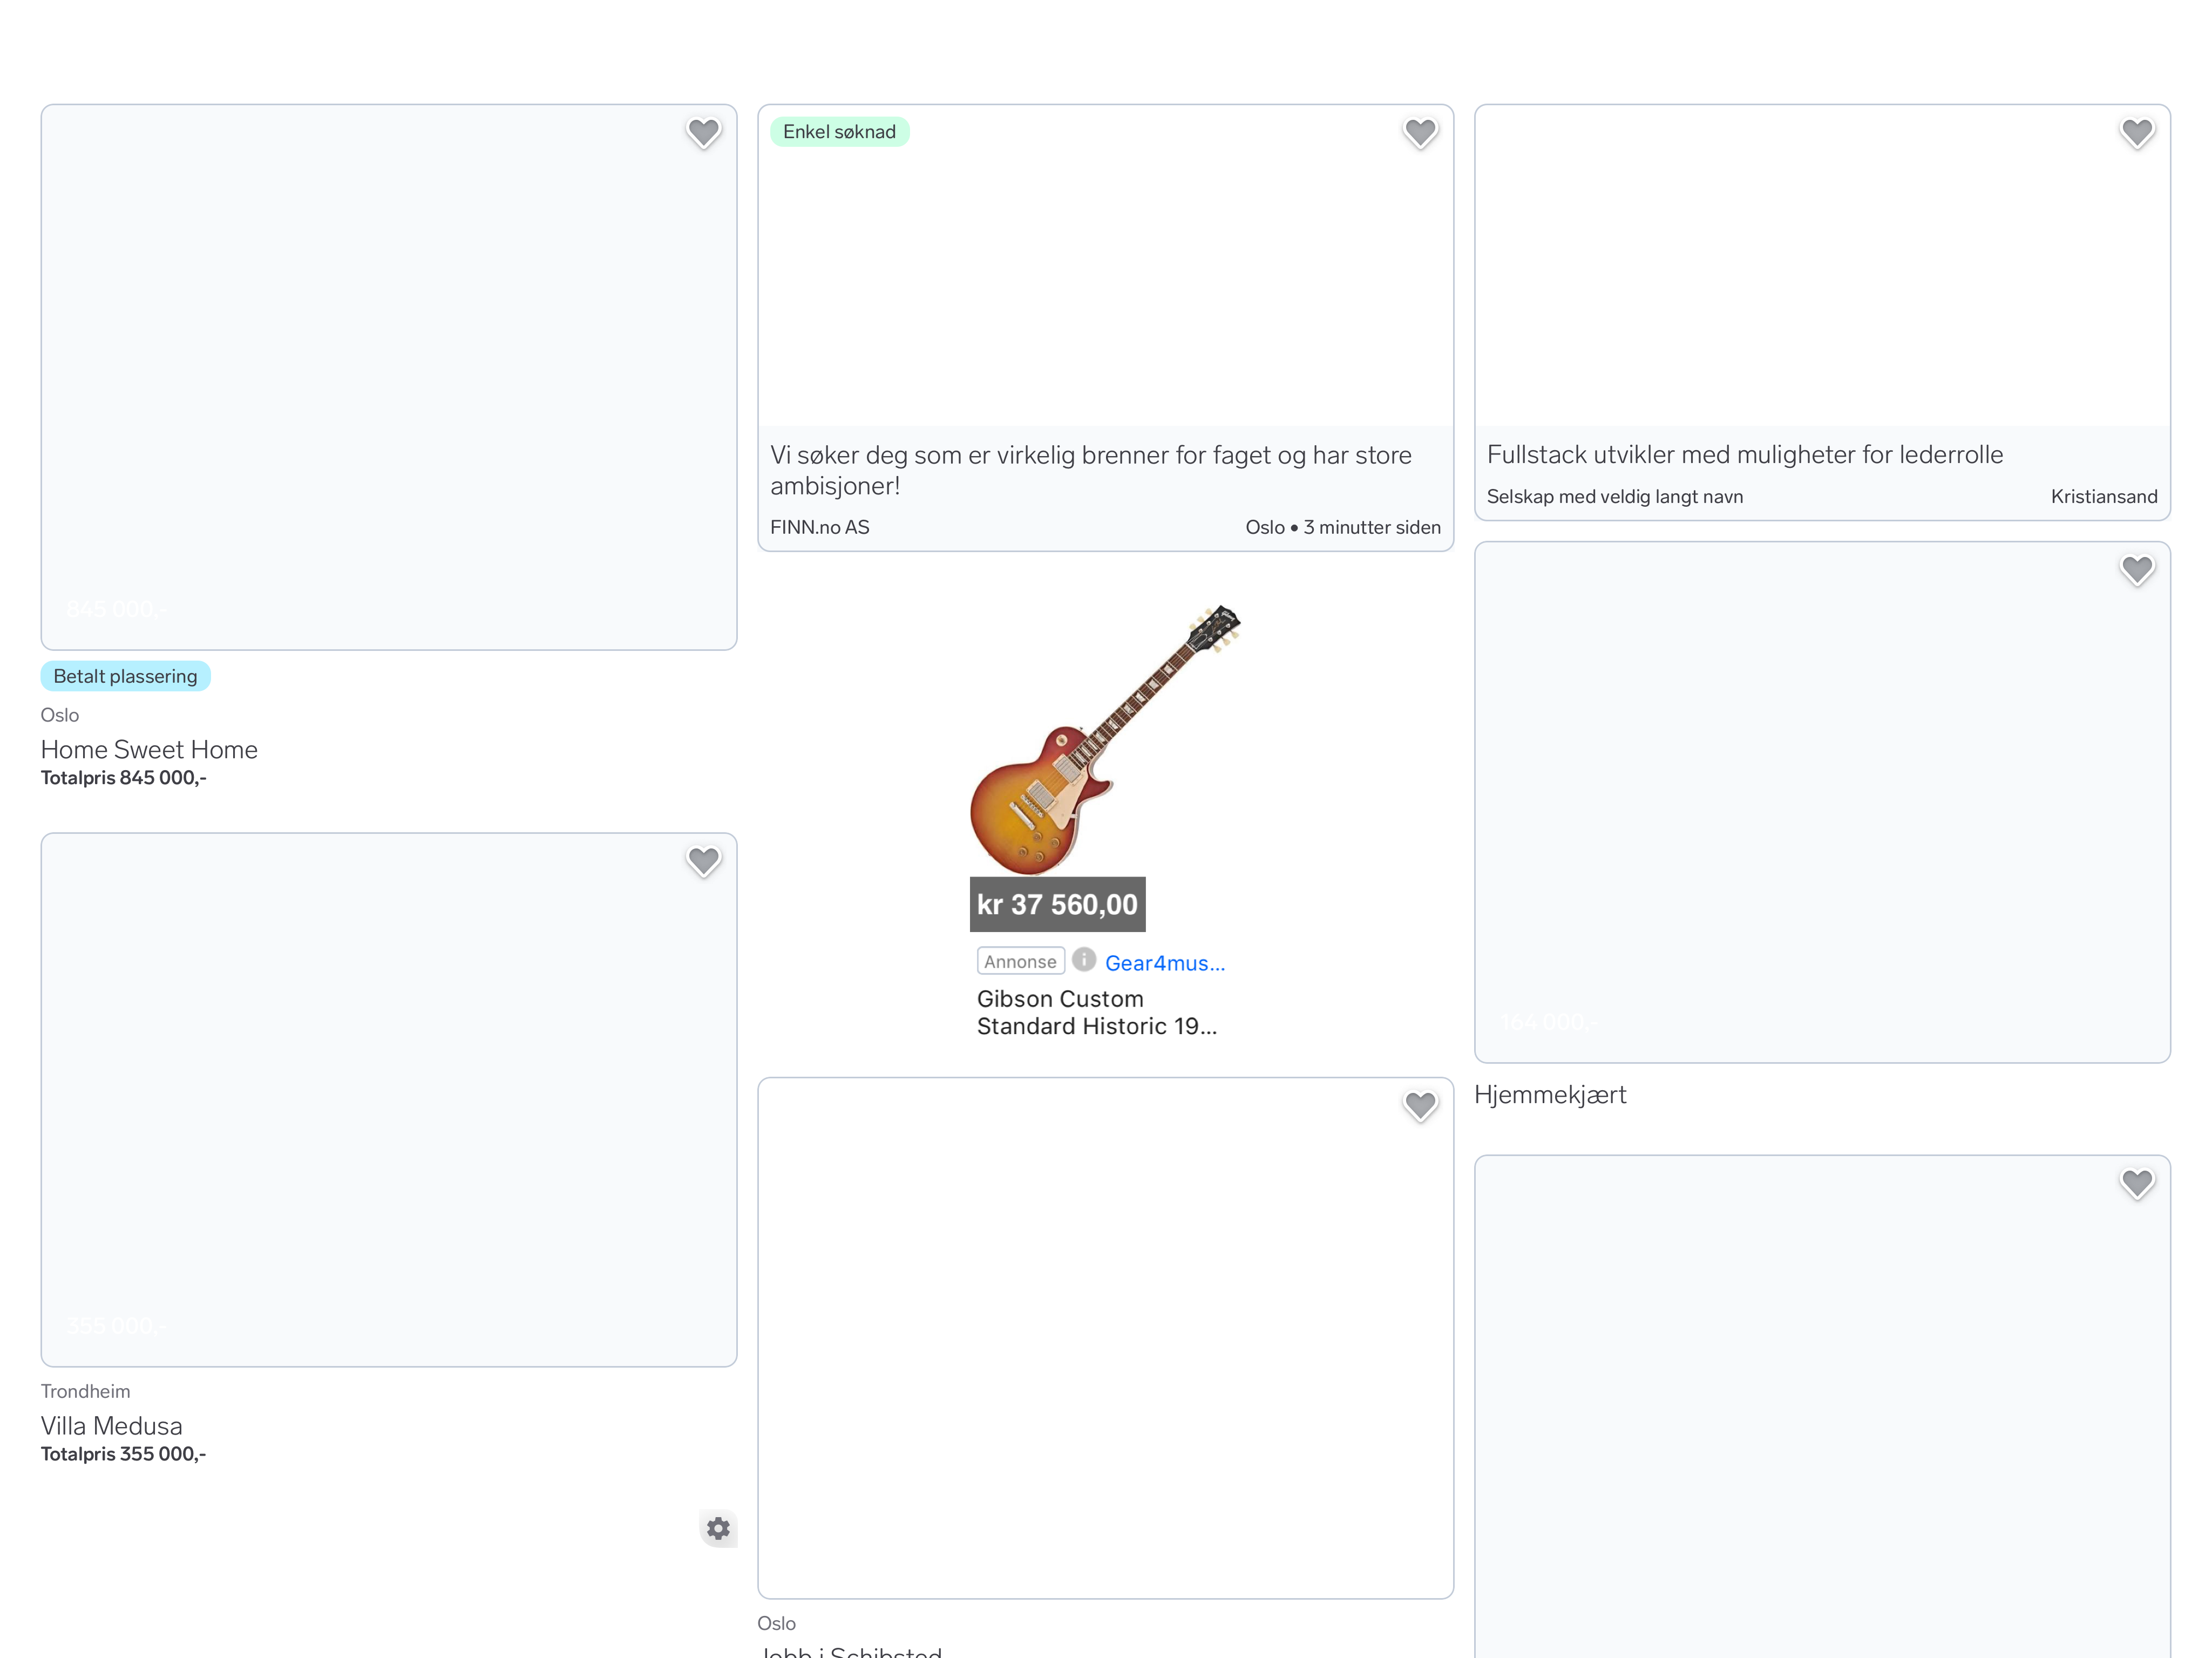 845 000,-
Betalt plassering
Oslo
Home Sweet Home
Totalpris 845 000,-
355 000,-
Trondheim
Villa Medusa
Totalpris 355 000,-
Enkel søknad
Vi søker deg som er virkelig brenner for faget og har store
ambisjoner!
FINN.no AS
Oslo • 3 minutter siden
kr 37 560,00
Annonse
Gear4mus...
Gibson Custom
Standard Historic 19...
Oslo
Jobb i Schibsted
Fullstack utvikler med muligheter for lederrolle
Selskap med veldig langt navn
Kristiansand
164 000,-
Hjemmekjært